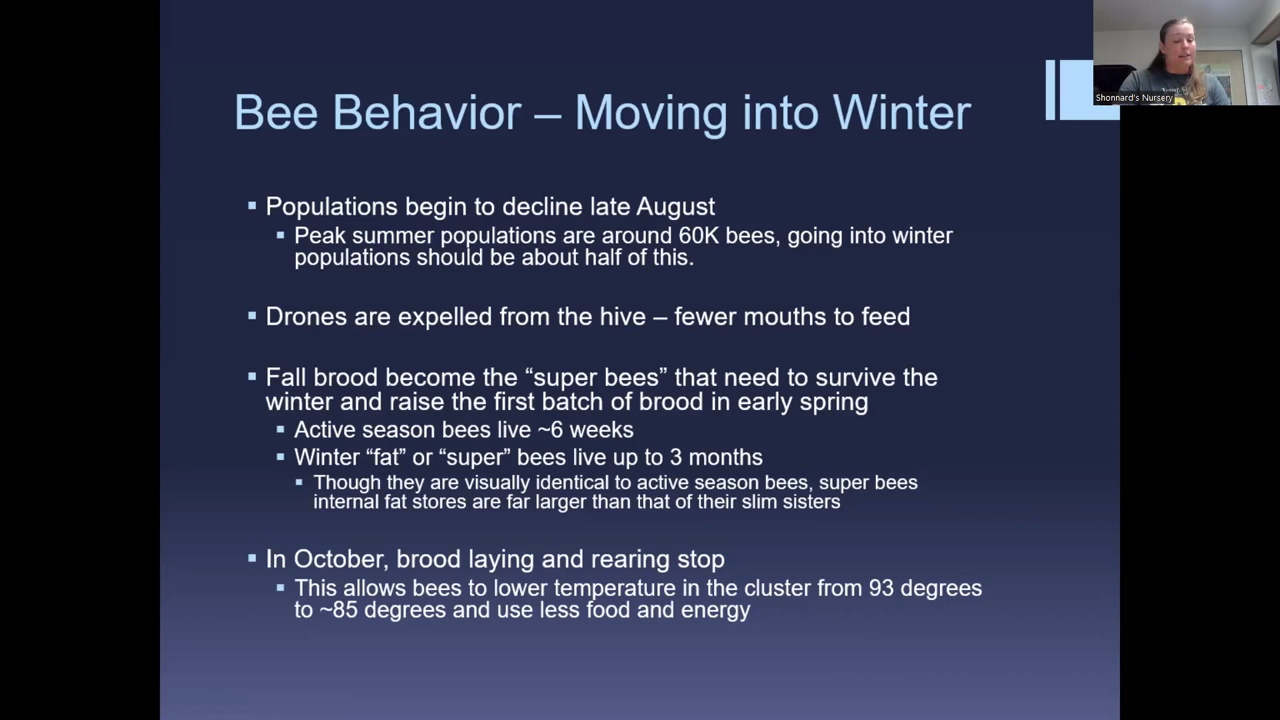 Bee Behavior – Moving into Winter
Shonnard's Nursery
▪ Populations begin to decline late August
▪ Peak summer populations are around 60K bees, going into winter
populations should be about half of this.
▪ Drones are expelled from the hive – fewer mouths to feed
▪ Fall brood become the “super bees” that need to survive the
winter and raise the first batch of brood in early spring
▪ Active season bees live ~6 weeks
▪ Winter “fat” or “super” bees live up to 3 months
▪ Though they are visually identical to active season bees, super bees
internal fat stores are far larger than that of their slim sisters
▪ In October, brood laying and rearing stop
▪ This allows bees to lower temperature in the cluster from 93 degrees
to ~85 degrees and use less food and energy